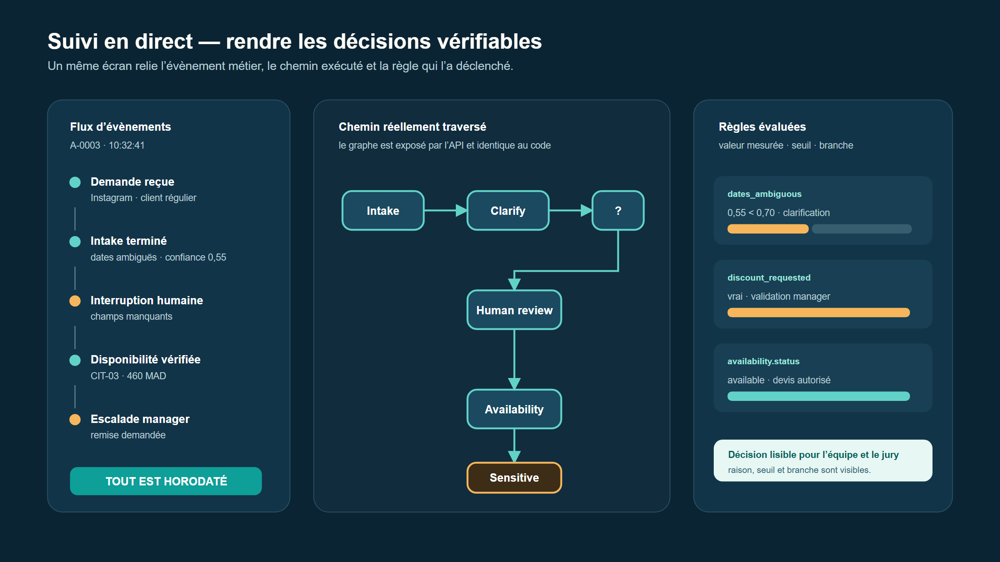 Suivi en direct — rendre les décisions vérifiables
Un même écran relie l’évènement métier, le chemin exécuté et la règle qui l’a déclenché.
Flux d’évènements
A-0003 · 10:32:41
Demande reçue
Instagram · client régulier
Intake terminé
dates ambiguës · confiance 0,55
Interruption humaine
champs manquants
Disponibilité vérifiée
CIT-03 · 460 MAD
Escalade manager
remise demandée
TOUT EST HORODATÉ
Chemin réellement traversé
le graphe est exposé par l’API et identique au code
Intake
Clarify
?
Human review
Availability
Sensitive
Règles évaluées
valeur mesurée · seuil · branche
dates_ambiguous
0,55 < 0,70 · clarification
discount_requested
vrai · validation manager
availability.status
available · devis autorisé
Décision lisible pour l’équipe et le jury
raison, seuil et branche sont visibles.